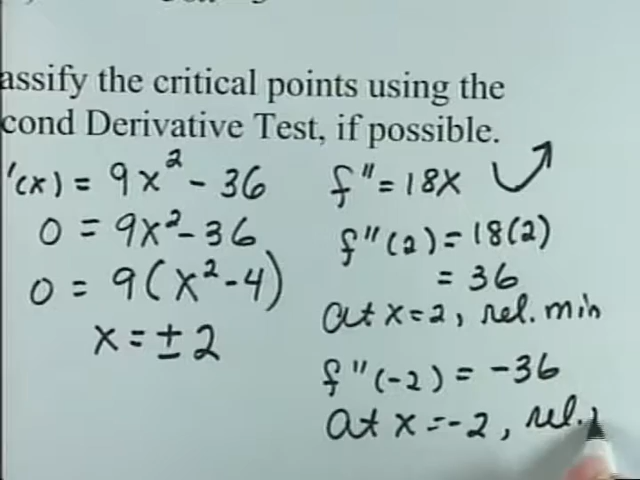 assify the critical points using the
cond Derivative Test, if possible.
'(x) = 9x² - 36
0 = 9x² - 36
0 = 9(x² - 4)
x = ± 2
f" = 18x
f"(2) = 18(2)
= 36
at x = 2, rel. min
f"(-2) = -36
at x = -2, rel.